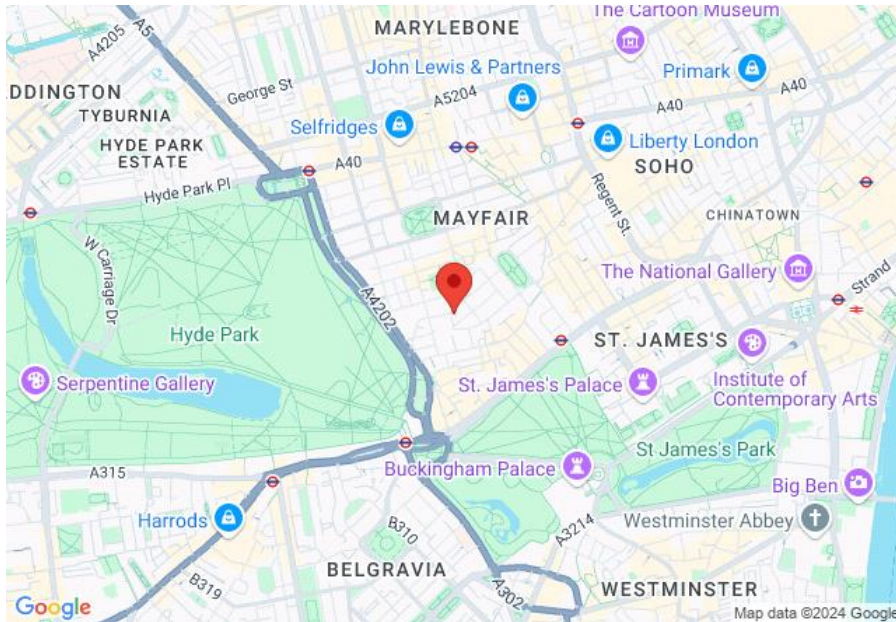 The Cartoon Museum
MARYLEBONE
A5
A4205
John Lewis & Partners
Primark
George St
A5204
ADDINGTON
TYBURNIA
A40
Selfridges
Liberty London
HYDE PARK
ESTATE
A40
SOHO
Hyde Park Pl
Regent St.
MAYFAIR
CHINATOWN
W Carriage Dr
The National Gallery
Strand
A4202
Hyde Park
ST. JAMES'S
Serpentine Gallery
St. James's Palace
Institute of
Contemporary Arts
St James's Park
A315
Buckingham Palace
Big Ben
Harrods
B310
A3214
Westminster Abbey
BELGRAVIA
B319
A302
WESTMINSTER
Google
Map data ©2024 Google